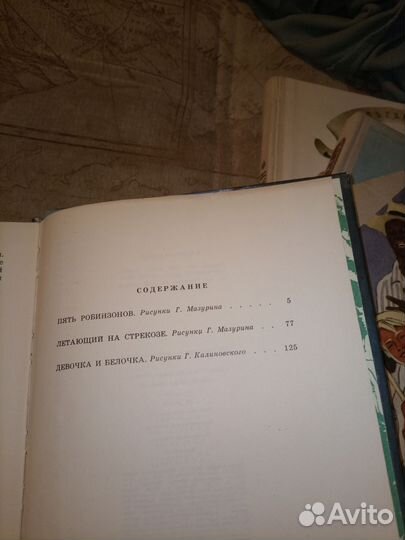 СОДЕРЖАНИЕ
ПЯТЬ РОБИНЗОНОВ. Рисунки Г. Мазурина . . . . . 5
ЛЕТАЮЩИЙ НА СТРЕКОЗЕ. Рисунки Г. Мазурина . . 77
ДЕВОЧКА И БЕЛОЧКА. Рисунки Г. Калиновского . . . 125
Avito